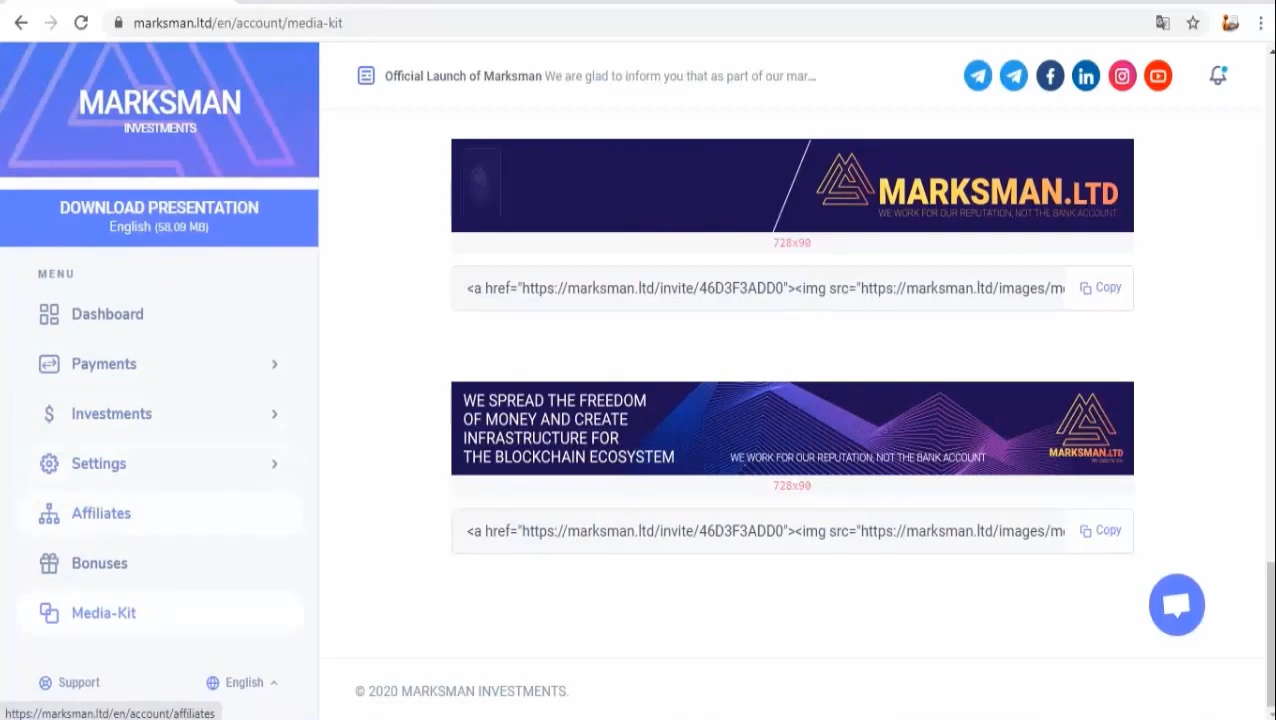 marksman.ltd/en/account/media-kit
MARKSMAN
INVESTMENTS
DOWNLOAD PRESENTATION
English (58.09 MB)
MENU
Dashboard
Payments
Investments
Settings
Affiliates
Bonuses
Media-Kit
Support
English
https://marksman.ltd/en/account/affiliates
Official Launch of Marksman We are glad to inform you that as part of our mar...
MARKSMAN.LTD
WE WORK FOR OUR REPUTATION, NOT THE BANK ACCOUNT
728x90
<a href="https://marksman.ltd/invite/46D3F3ADD0"><img src="https://marksman.ltd/images/me
Copy
WE SPREAD THE FREEDOM
OF MONEY AND CREATE
INFRASTRUCTURE FOR
THE BLOCKCHAIN ECOSYSTEM
WE WORK FOR OUR REPUTATION, NOT THE BANK ACCOUNT
MARKSMAN.LTD
728x90
<a href="https://marksman.ltd/invite/46D3F3ADD0"><img src="https://marksman.ltd/images/me
Copy
© 2020 MARKSMAN INVESTMENTS.